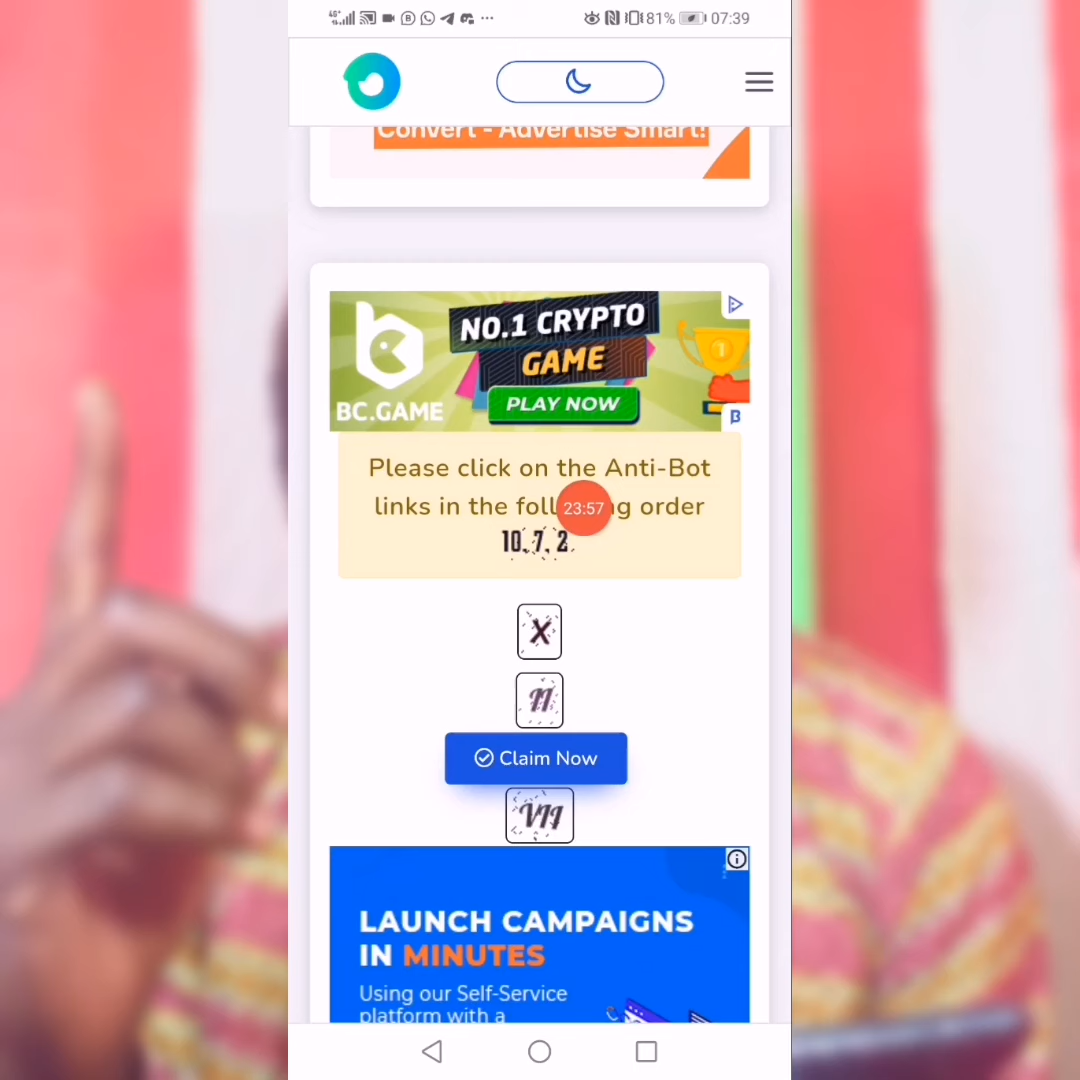 4G+ 81% 07:39
Convert - Advertise Smart!
NO.1 CRYPTO
GAME
1
PLAY NOW
BC.GAME
Please click on the Anti-Bot
links in the foll g order
23:57
10, 7, 2
X
II
Claim Now
VII
LAUNCH CAMPAIGNS
IN MINUTES
Using our Self-Service
platform with a